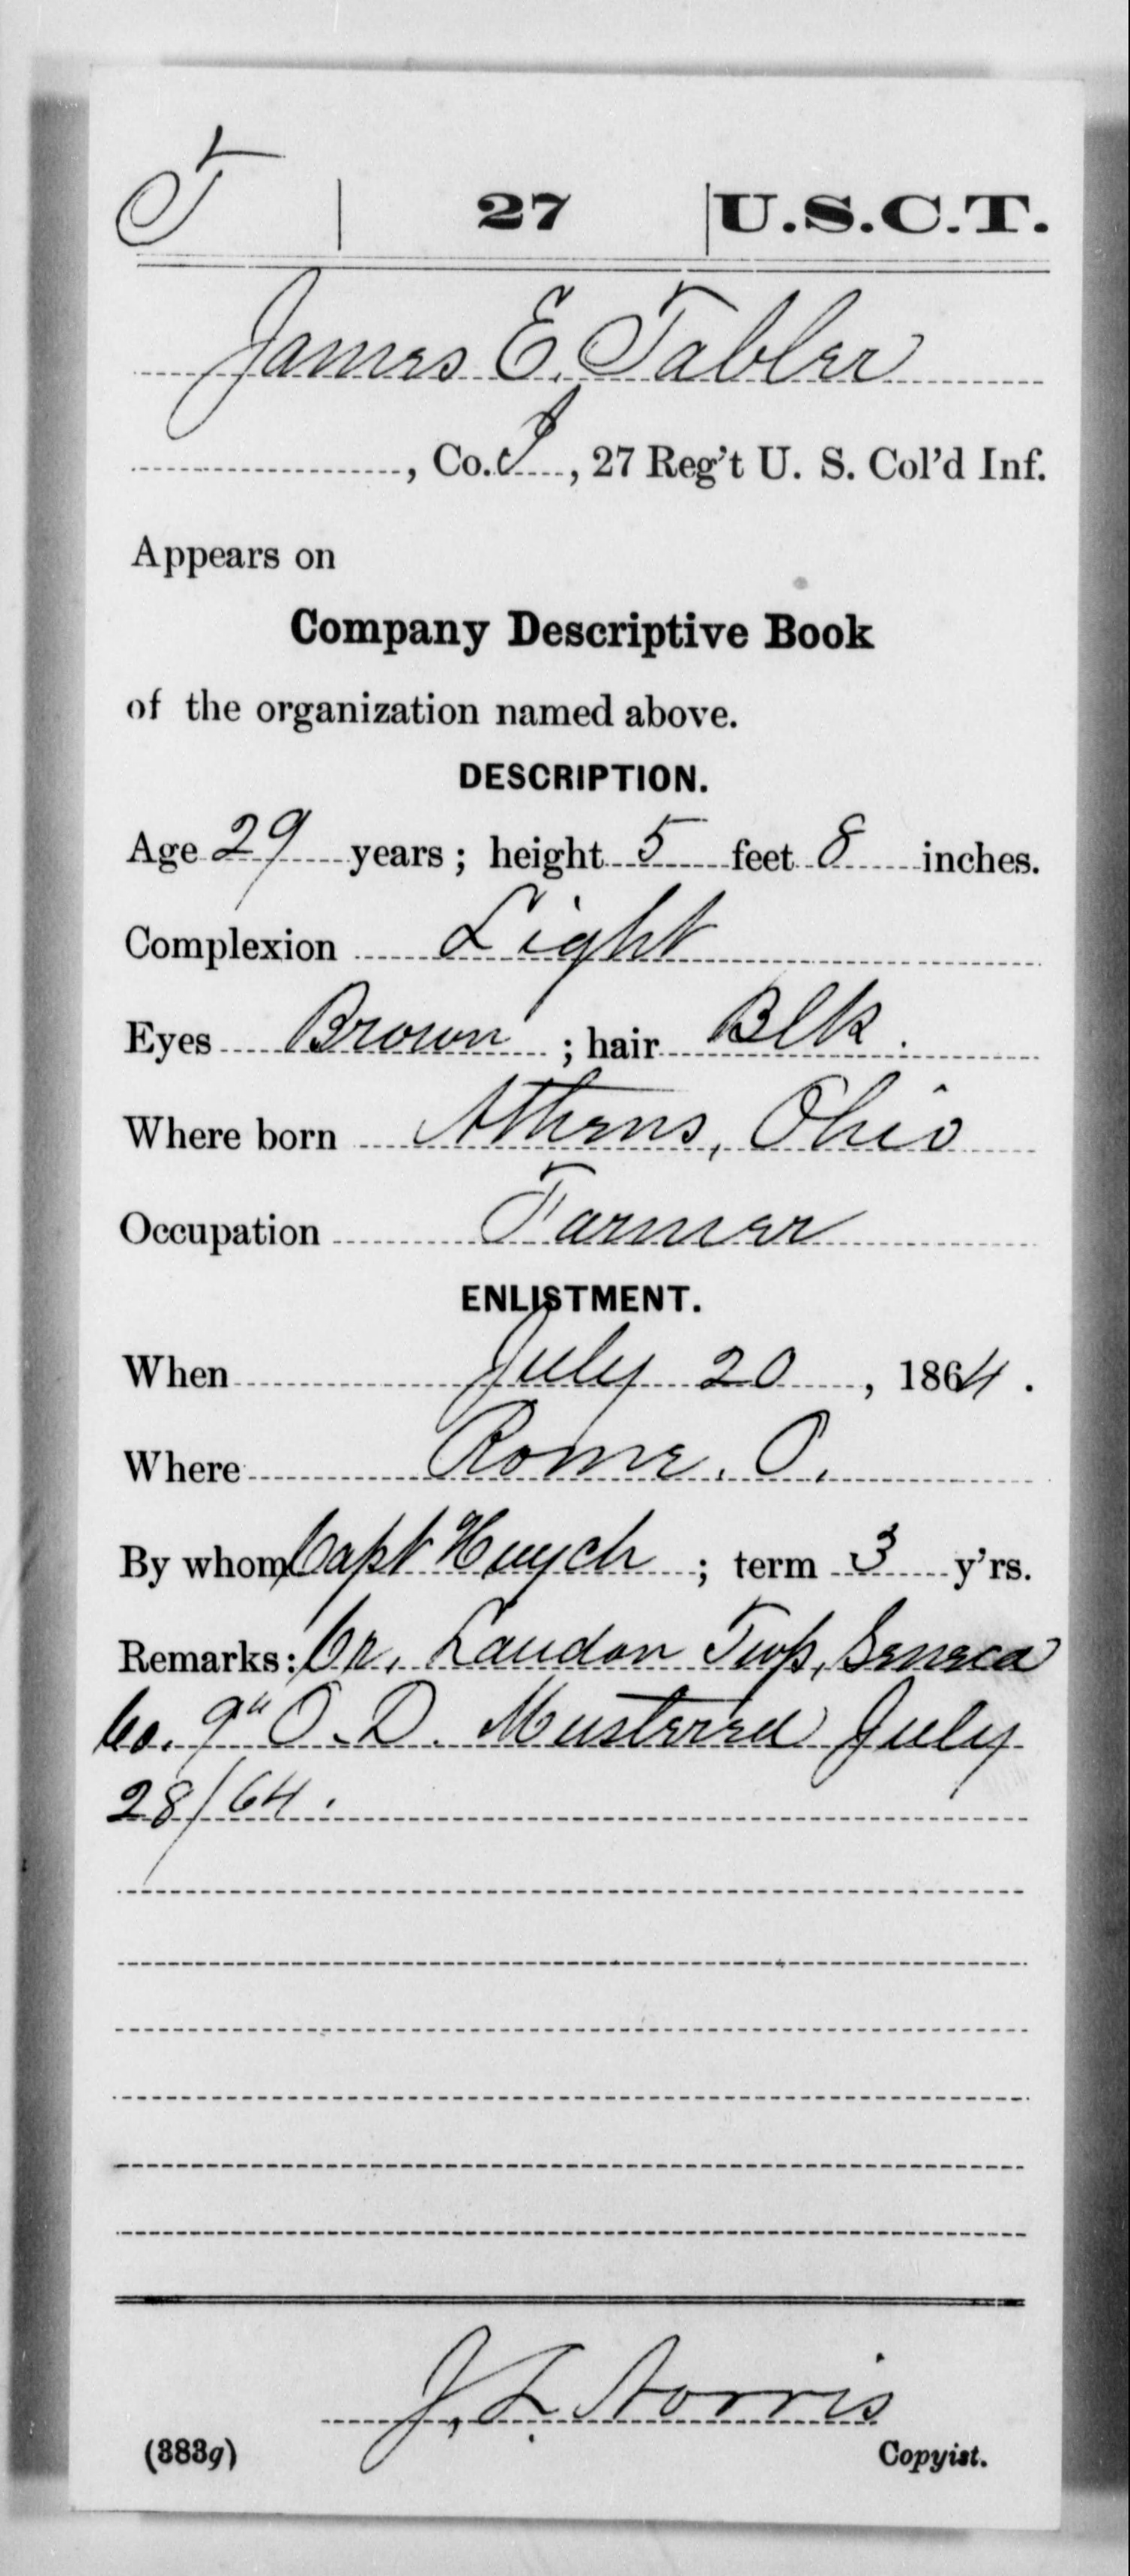 T | 27 | U.S.C.T.
James E. Tabler
, Co. I, 27 Reg't U. S. Col'd Inf.
Appears on
Company Descriptive Book
of the organization named above.
DESCRIPTION.
Age 29 years; height 5 feet 8 inches.
Complexion Light
Eyes Brown; hair Blk.
Where born Athens, Ohio
Occupation Farmer
ENLISTMENT.
When July 20, 1864.
Where Rome. O.
By whom Capt; term 3 y'rs.
Remarks: Cr. Laudon Twp, Seneca
Co. 9" O.D. Mustered July
28/64.
J. L. Norris
(383g) Copyist.